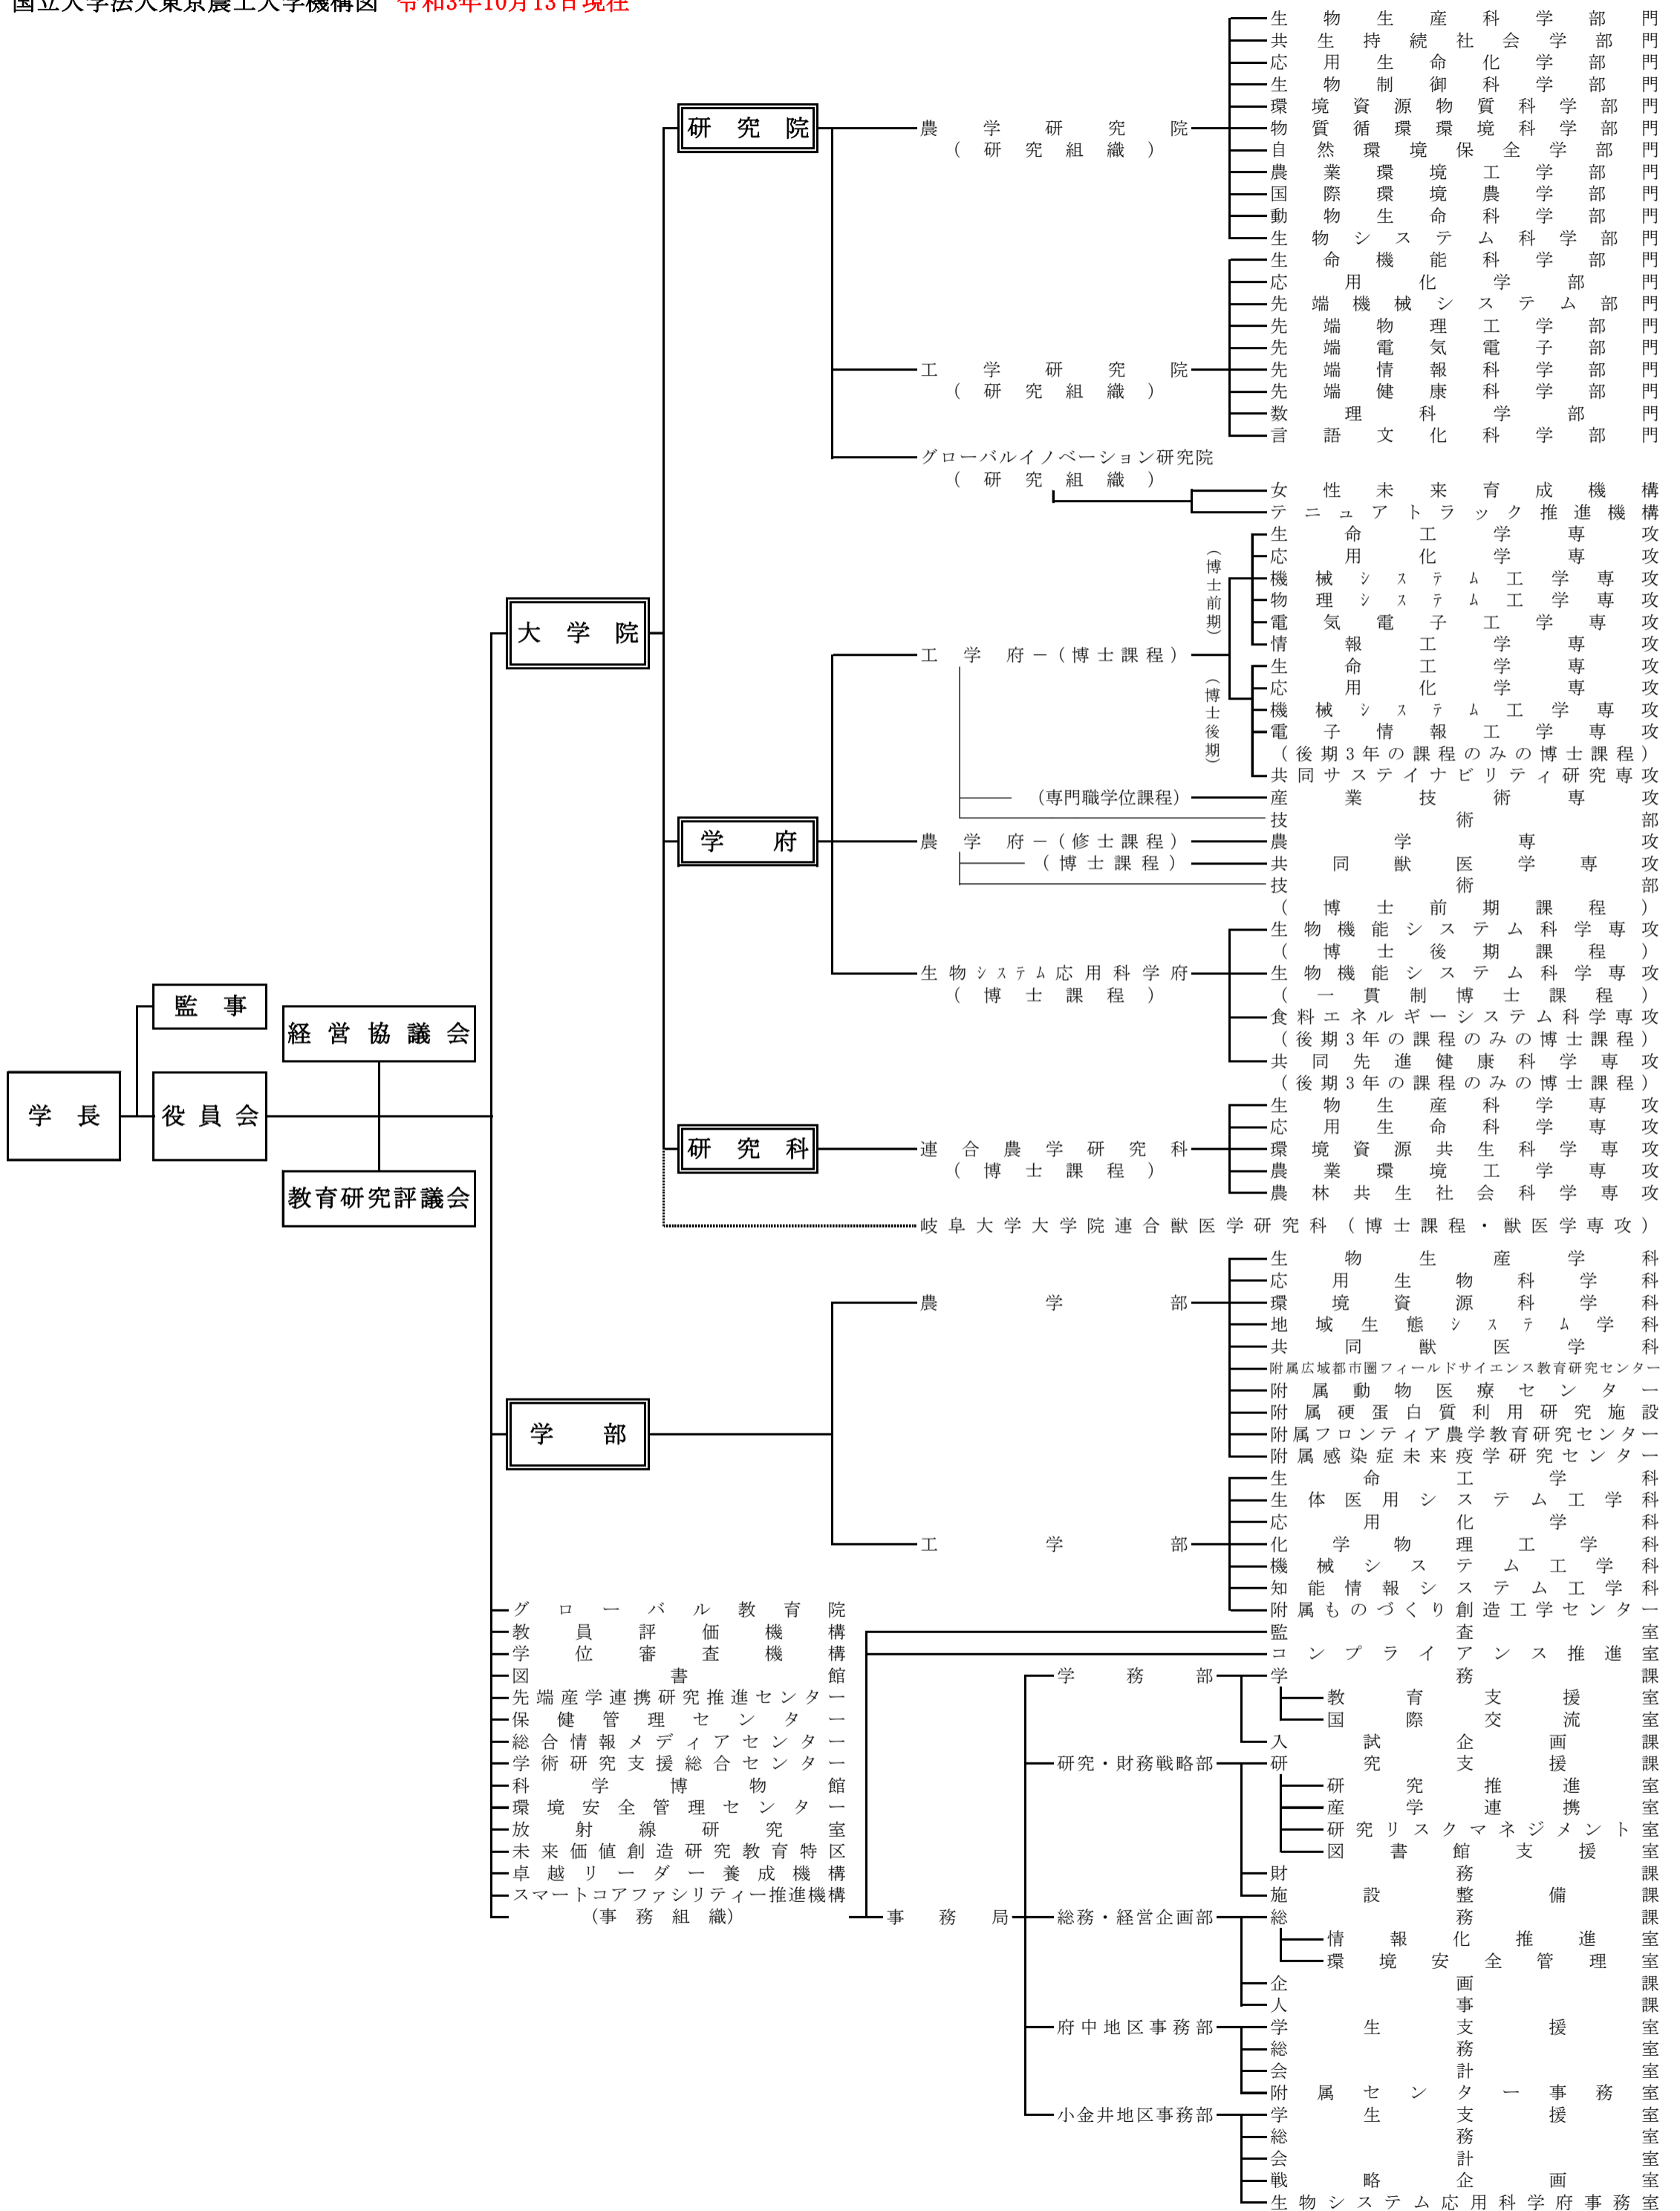 国立大学法人東京農工大学機構図 令和3年10月13日現在
生物生産科学部門
共生持続社会学部門
応用生命化学部門
生物制御科学部門
環境資源物質科学部門
研究院
農学研究院
物質循環環境科学部門
(研究組織)
自然環境保全学部門
農業環境工学部門
国際環境農学部門
動物生命科学部門
生物システム科学部門
生命機能科学部門
応用化学部門
先端機械システム部門
先端物理工学部門
先端電気電子部門
工学研究院
先端情報科学部門
(研究組織)
先端健康科学部門
数理科学部門
言語文化科学部門
グローバルイノベーション研究院
(研究組織)
女性未来育成機構
テニュアトラック推進機構
(博士前期)
生命工学専攻
応用化学専攻
機械システム工学専攻
物理システム工学専攻
電気電子工学専攻
情報工学専攻
大学院
工学府－(博士課程)
(博士後期)
生命工学専攻
応用化学専攻
機械システム工学専攻
電子情報工学専攻
(後期3年の課程のみの博士課程)
共同サステイナビリティ研究専攻
(専門職学位課程)
産業技術専攻
技術部
学府
農学府－(修士課程)
農学専攻
(博士課程)
共同獣医学専攻
技術部
(博士前期課程)
生物機能システム科学専攻
(博士後期課程)
生物システム応用科学府
生物機能システム科学専攻
(博士課程)
(一貫制博士課程)
食料エネルギーシステム科学専攻
(後期3年の課程のみの博士課程)
共同先進健康科学専攻
(後期3年の課程のみの博士課程)
監事
経営協議会
学長
役員会
教育研究評議会
生物生産科学専攻
応用生命科学専攻
研究科
連合農学研究科
環境資源共生科学専攻
(博士課程)
農業環境工学専攻
農林共生社会科学専攻
岐阜大学大学院連合獣医学研究科(博士課程・獣医学専攻)
生物生産学科
応用生物科学科
農学部
環境資源科学科
地域生態システム学科
共同獣医学科
附属広域都市圏フィールドサイエンス教育研究センター
附属動物医療センター
附属硬蛋白質利用研究施設
学部
附属フロンティア農学教育研究センター
附属感染症未来疫学研究センター
生命工学科
生体医用システム工学科
応用化学科
工学部
化学物理工学科
機械システム工学科
知能情報システム工学科
附属ものづくり創造工学センター
グローバル教育院
教員評価機構
学位審査機構
図書館
先端産学連携研究推進センター
保健管理センター
総合情報メディアセンター
学術研究支援総合センター
科学博物館
環境安全管理センター
放射線研究室
未来価値創造研究教育特区
卓越リーダー養成機構
スマートコアファシリティー推進機構
(事務組織)
事務局
監査室
コンプライアンス推進室
学務部
学務課
教育支援室
国際交流室
入試企画課
研究・財務戦略部
研究支援課
研究推進室
産学連携室
研究リスクマネジメント室
図書館支援室
財務課
施設整備課
総務・経営企画部
総務課
情報化推進室
環境安全管理室
企画課
人事課
府中地区事務部
学生支援室
総務室
会計室
附属センター事務室
小金井地区事務部
学生支援室
総務室
会計室
戦略企画室
生物システム応用科学府事務室